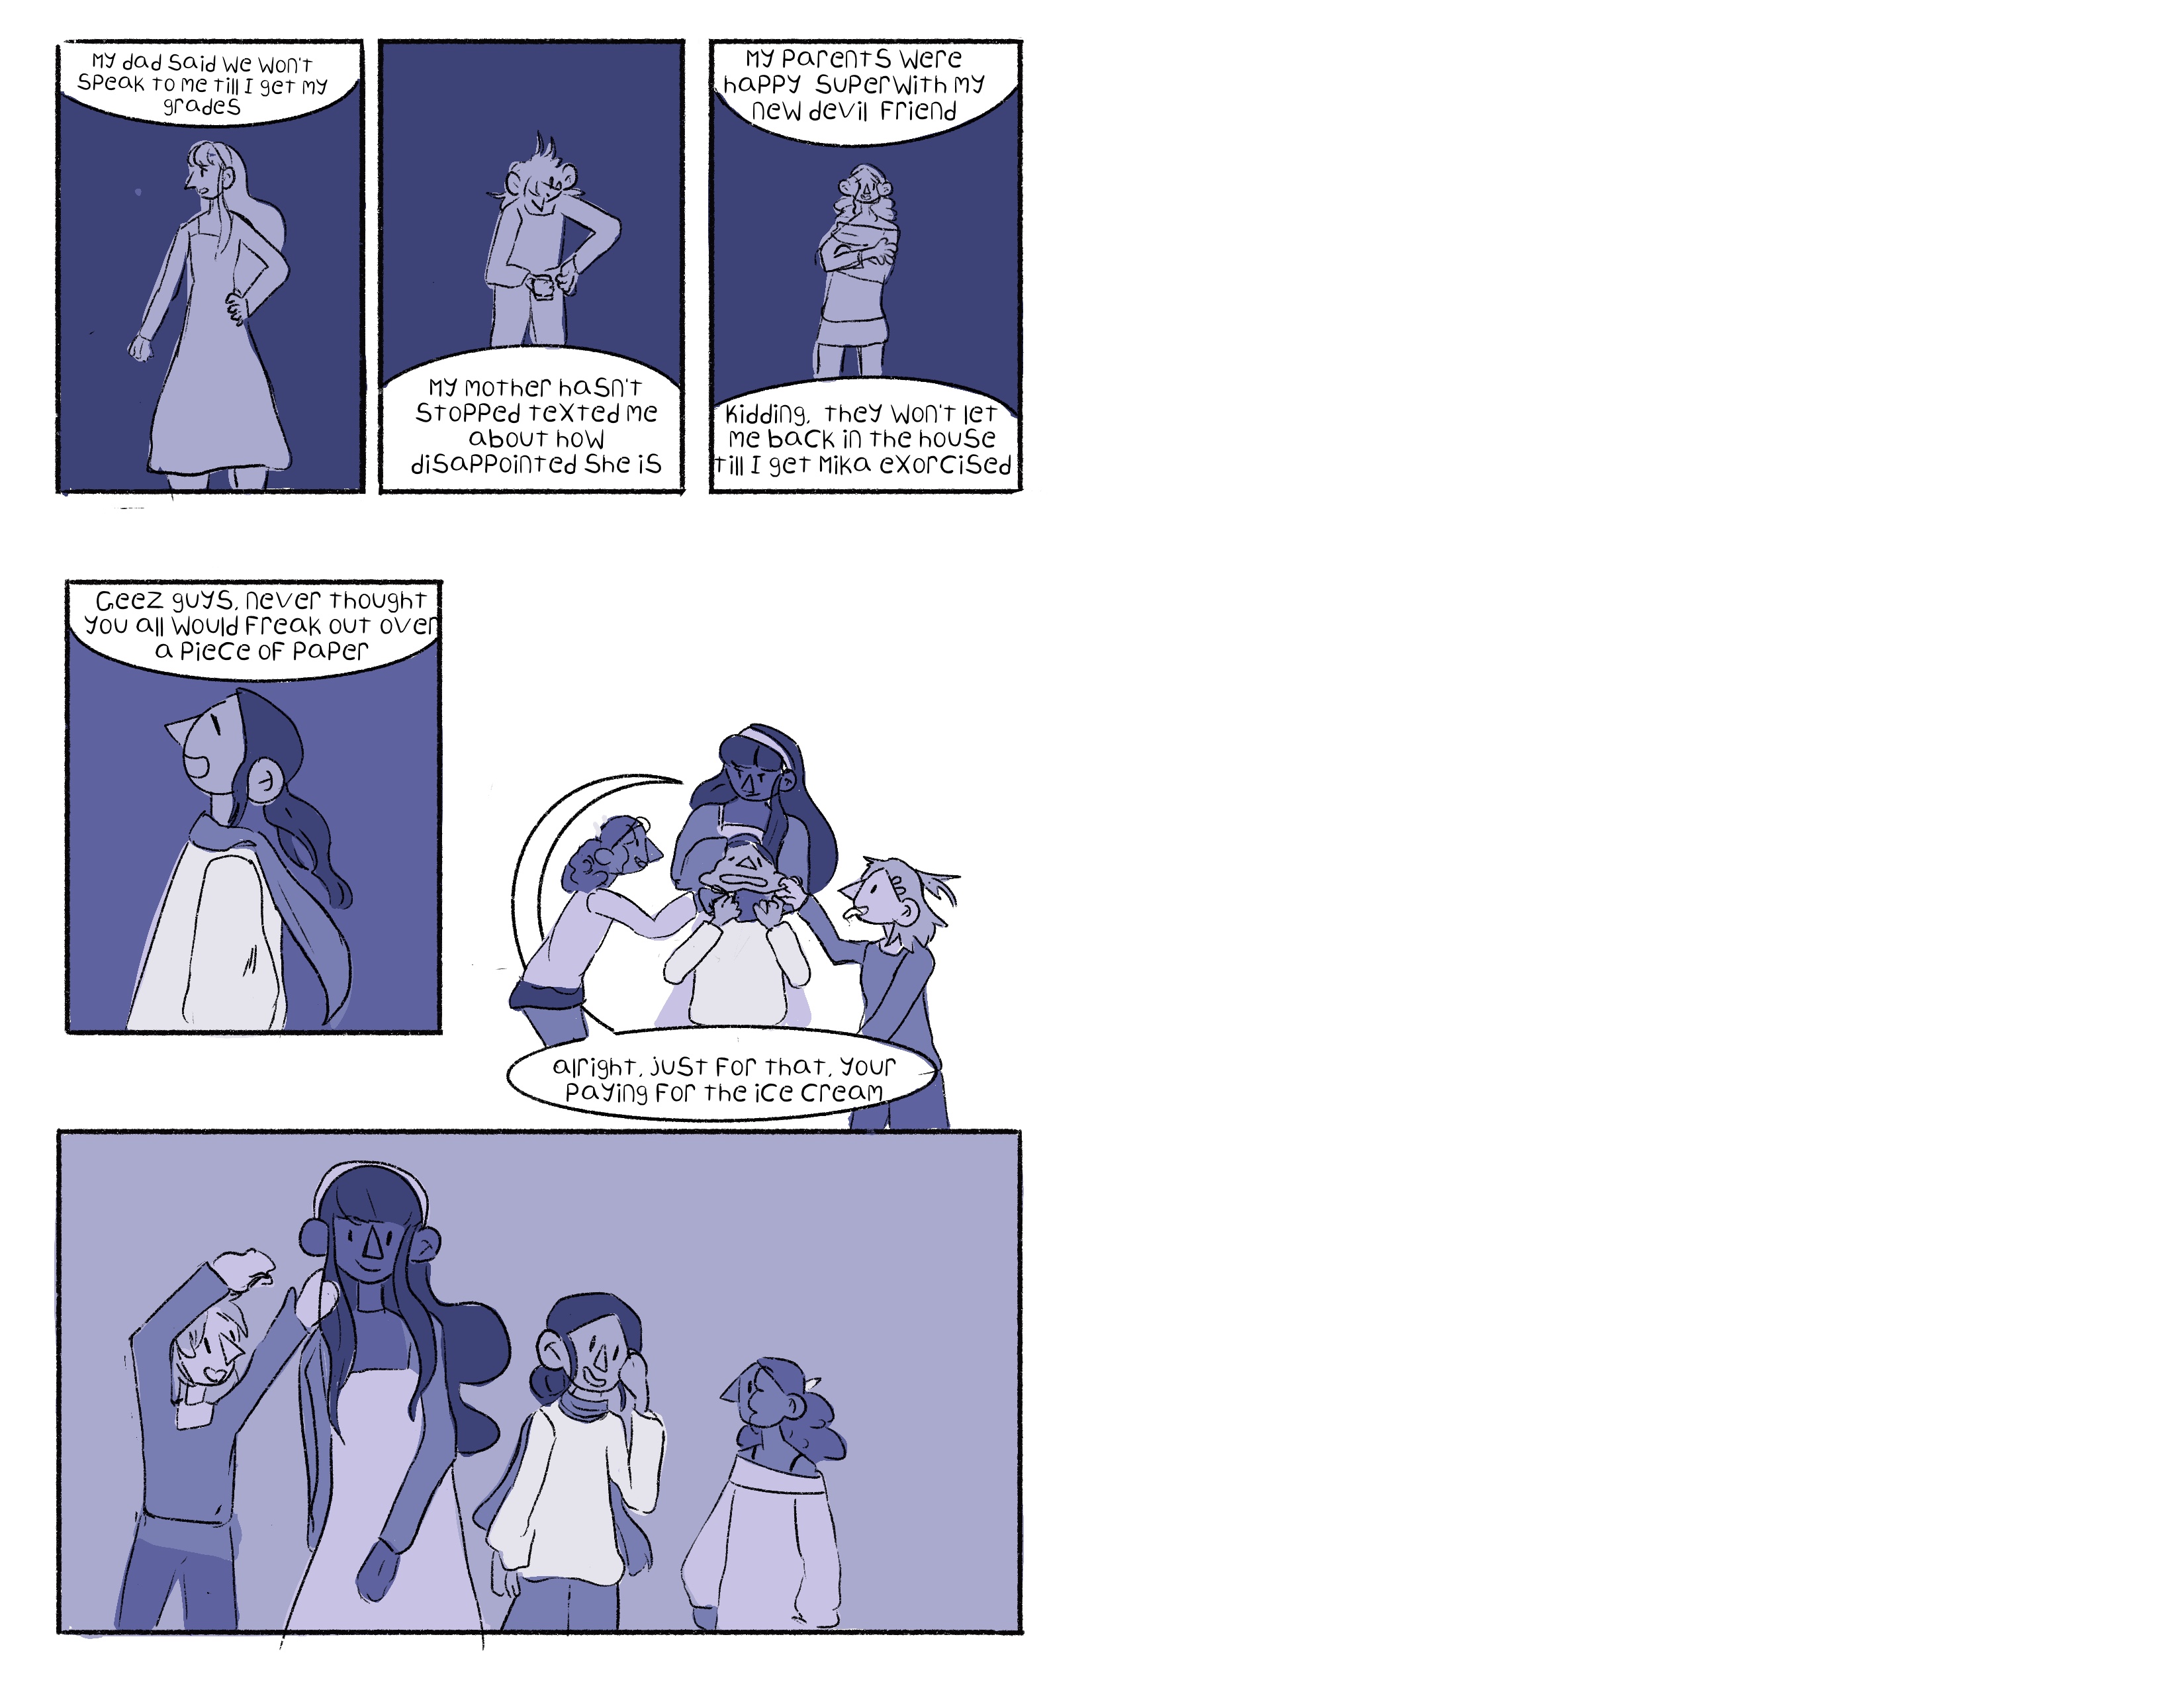 My dad said we won't
speak to me till I get my
grades
My mother hasn't
stopped texted me
about how
disappointed she is
My parents were
happy super with my
new devil friend
Kidding, they won't let
me back in the house
till I get Mika exorcised
Geez guys, never thought
you all would freak out over
a piece of paper
alright, just for that, your
paying for the ice cream